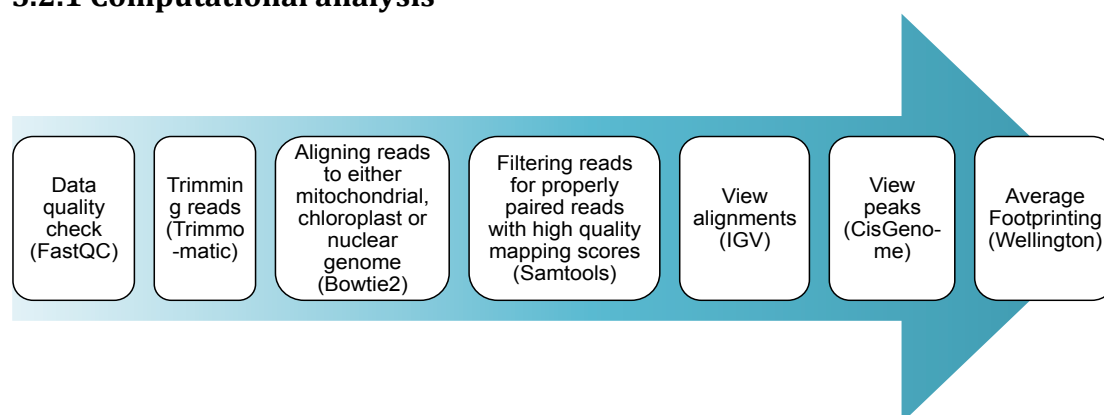 3.2.1 Computational analysis
Data
quality
check
(FastQC)
Trimmin
g reads
(Trimmo
-matic)
Aligning reads
to either
mitochondrial,
chloroplast or
nuclear
genome
(Bowtie2)
Filtering reads
for properly
paired reads
with high quality
mapping scores
(Samtools)
View
alignments
(IGV)
View
peaks
(CisGeno-
me)
Average
Footprinting
(Wellington)